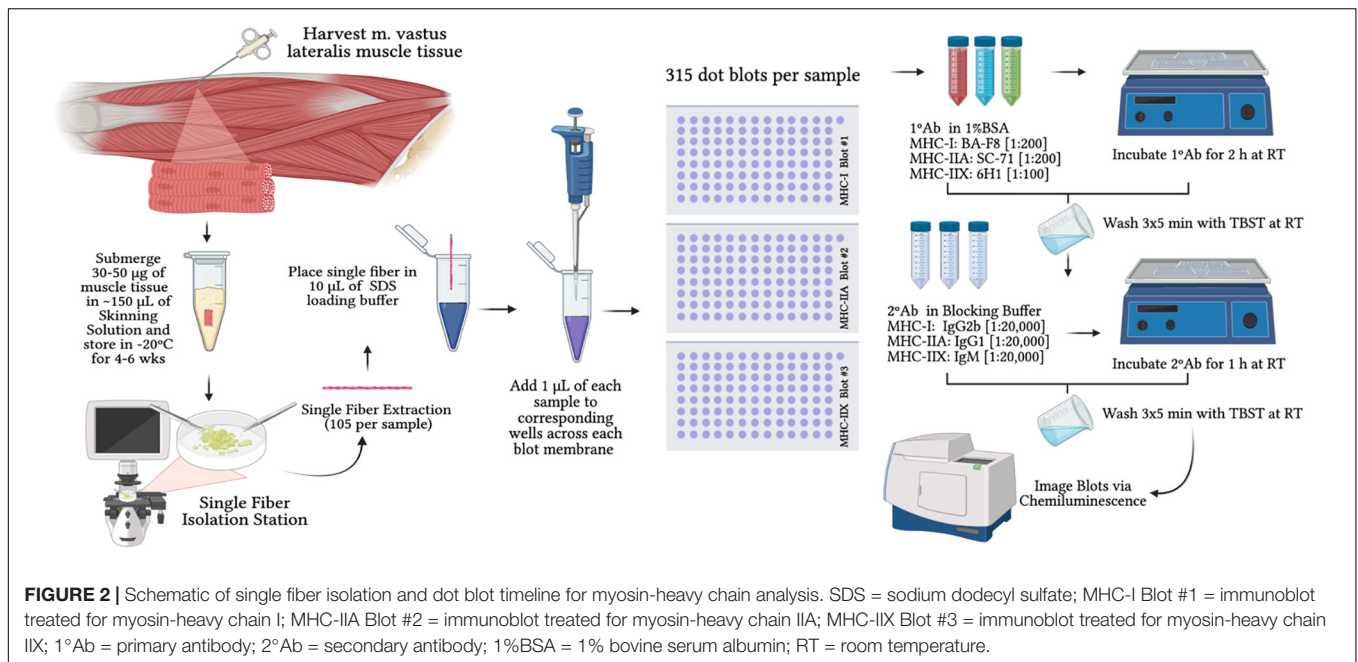 Harvest m. vastus
lateralis muscle tissue
Submerge
30-50 µg of
muscle tissue
in ~150 µL of
Skinning
Solution and
store in -20ºC
for 4-6 wks
Single Fiber
Isolation Station
Single Fiber Extraction
(105 per sample)
Place single fiber in
10 µL of SDS
loading buffer
Add 1 µL of each
sample to
corresponding
wells across each
blot membrane
315 dot blots per sample
MHC-I Blot #1
MHC-IIA Blot #2
MHC-IIX Blot #3
1ºAb in 1%BSA
MHC-I: BA-F8 [1:200]
MHC-IIA: SC-71 [1:200]
MHC-IIX: 6H1 [1:100]
Incubate 1ºAb for 2 h at RT
Wash 3x5 min with TBST at RT
2ºAb in Blocking Buffer
MHC-I: IgG2b [1:20,000]
MHC-IIA: IgG1 [1:20,000]
MHC-IIX: IgM [1:20,000]
Incubate 2ºAb for 1 h at RT
Wash 3x5 min with TBST at RT
Image Blots via
Chemiluminescence
FIGURE 2 | Schematic of single fiber isolation and dot blot timeline for myosin-heavy chain analysis. SDS = sodium dodecyl sulfate; MHC-I Blot #1 = immunoblot
treated for myosin-heavy chain I; MHC-IIA Blot #2 = immunoblot treated for myosin-heavy chain IIA; MHC-IIX Blot #3 = immunoblot treated for myosin-heavy chain
IIX; 1°Ab = primary antibody; 2°Ab = secondary antibody; 1%BSA = 1% bovine serum albumin; RT = room temperature.